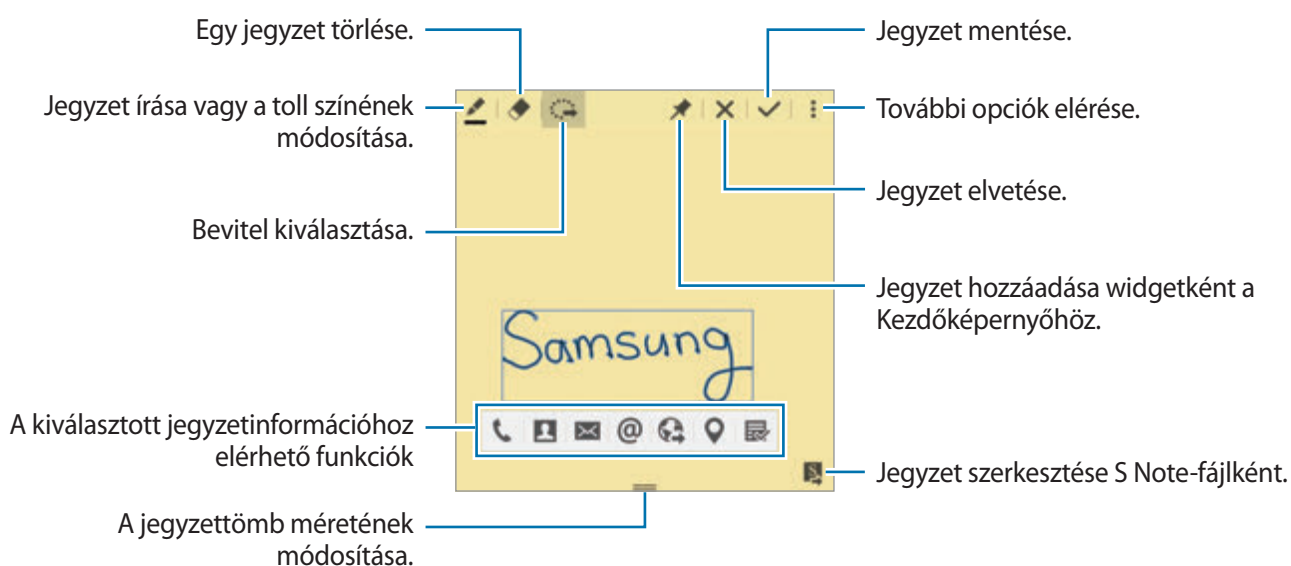 Egy jegyzet törlése.
Jegyzet írása vagy a toll színének
módosítása.
Bevitel kiválasztása.
A kiválasztott jegyzetinformációhoz
elérhető funkciók
A jegyzettömb méretének
módosítása.
Samsung
Jegyzet mentése.
További opciók elérése.
Jegyzet elvetése.
Jegyzet hozzáadása widgetként a
Kezdőképernyőhöz.
Jegyzet szerkesztése S Note-fájlként.